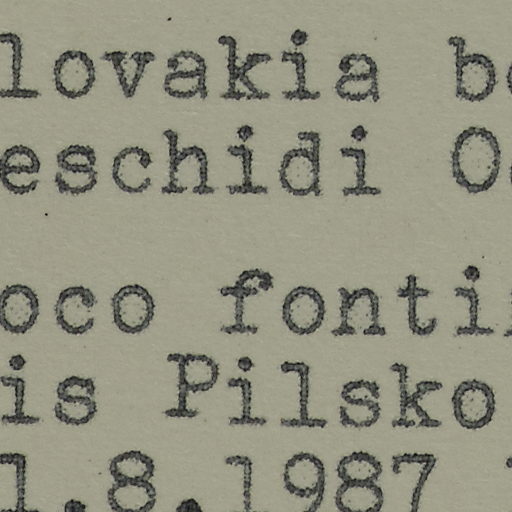 lovakia b
eschidi O
oco fonti
is Pilsko
1.8.1987